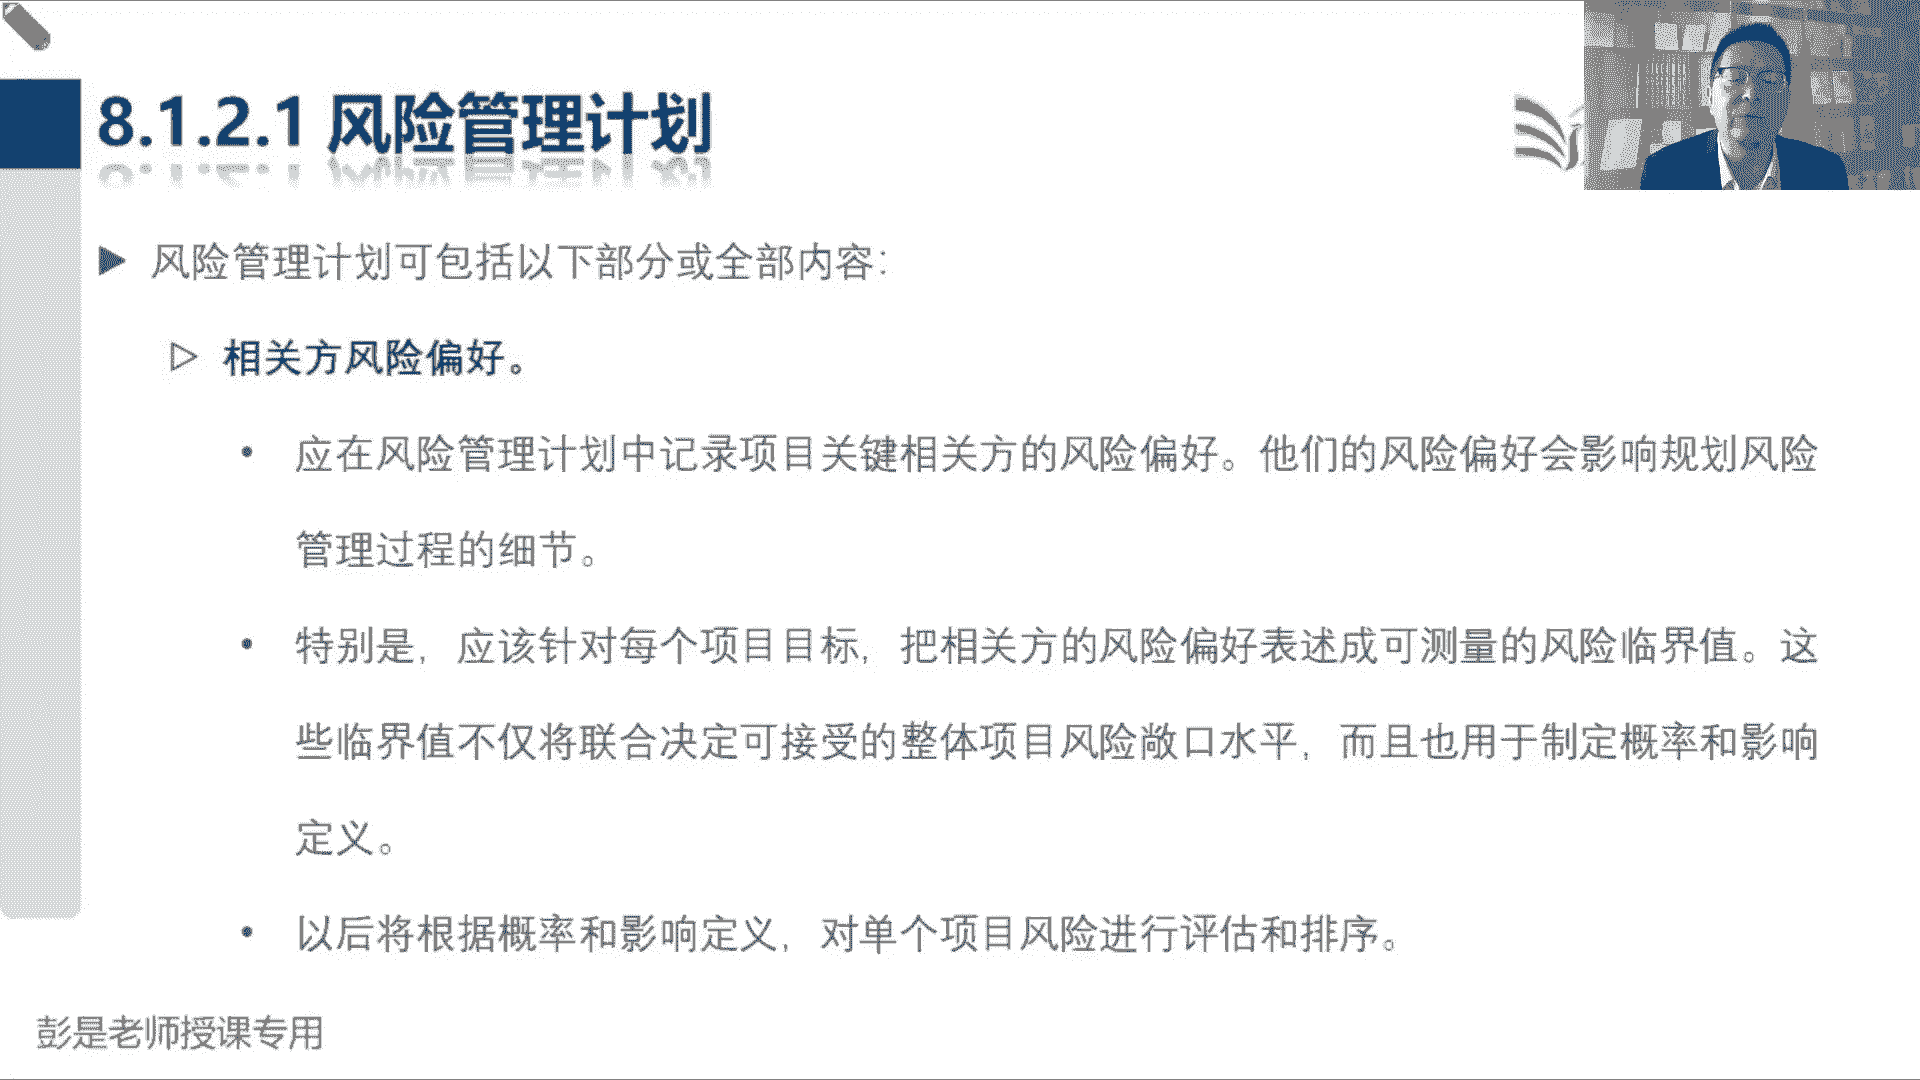 8.1.2.1 风险管理计划
风险管理计划可包括以下部分或全部内容：
相关方风险偏好。
应在风险管理计划中记录项目关键相关方的风险偏好。他们的风险偏好会影响规划风险
管理过程的细节。
特别是，应该针对每个项目目标，把相关方的风险偏好表述成可测量的风险临界值。这
些临界值不仅将联合决定可接受的整体项目风险敞口水平，而且也用于制定概率和影响
定义。
以后将根据概率和影响定义，对单个项目风险进行评估和排序。
彭是老师授课专用